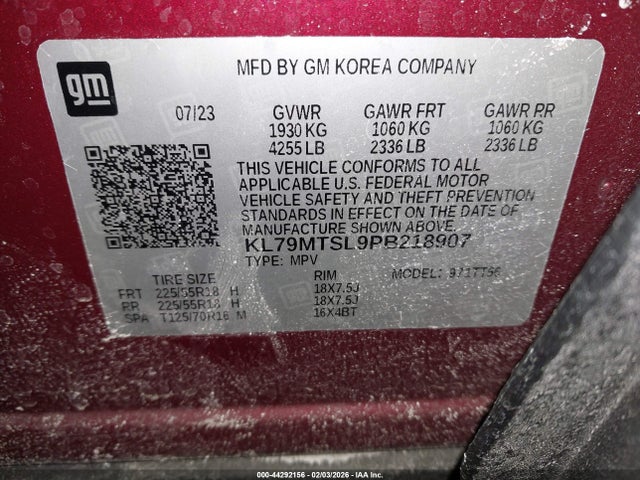 gm
MFD BY GM KOREA COMPANY
07/23 GVWR GAWR FRT GAWR RR
1930 KG 1060 KG 1060 KG
4255 LB 2336 LB 2336 LB
THIS VEHICLE CONFORMS TO ALL
APPLICABLE U.S. FEDERAL MOTOR
VEHICLE SAFETY AND THEFT PREVENTION
STANDARDS IN EFFECT ON THE DATE OF
MANUFACTURE SHOWN ABOVE.
KL79MTSL9PB218907
TYPE: MPV MODEL:
TIRE SIZE RIM
FRT 225/55R18 H 18X7.5J
RR 225/55R18 H 18X7.5J
SPA T125/70R16 M 16X4BT
000-44292156 - 02/03/2026 - IAA Inc.